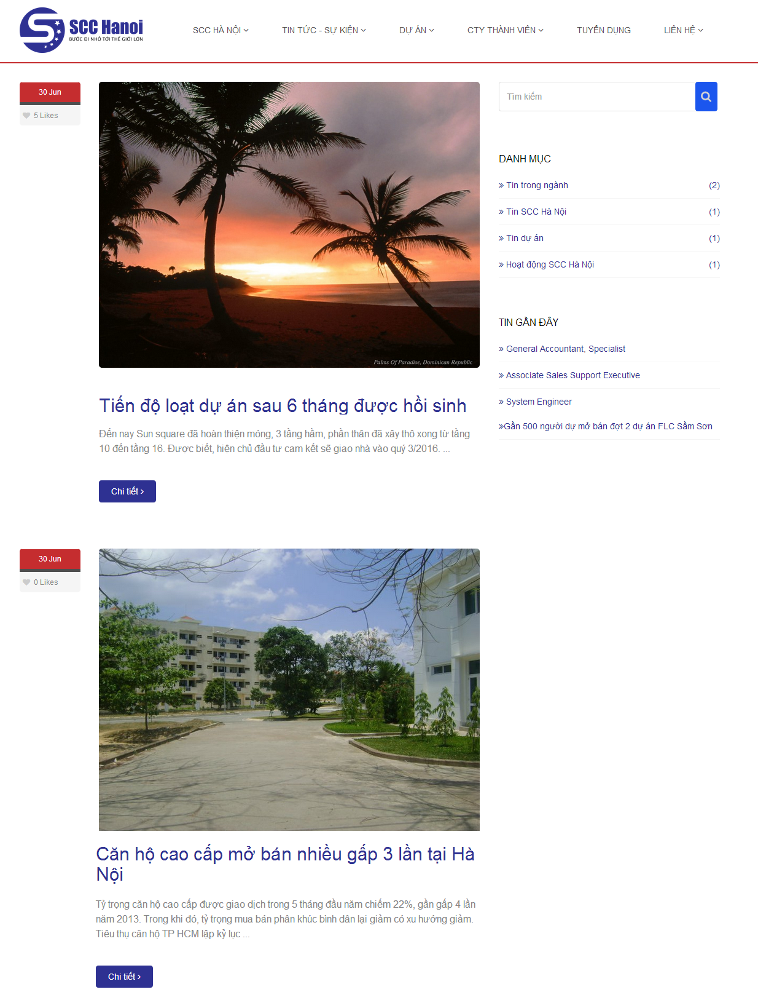 SCC Hanoi
BƯỚC ĐI NHỎ TỚI THẾ GIỚI LỚN
SCC HÀ NỘI
TIN TỨC - SỰ KIỆN
DỰ ÁN
CTY THÀNH VIÊN
TUYỂN DỤNG
LIÊN HỆ
30 Jun
5 Likes
Palms Of Paradise, Dominican Republic
Tiến độ loạt dự án sau 6 tháng được hồi sinh
Đến nay Sun square đã hoàn thiện móng, 3 tầng hầm, phần thân đã xây thô xong từ tầng
10 đến tầng 16. Được biết, hiện chủ đầu tư cam kết sẽ giao nhà vào quý 3/2016. ...
Chi tiết ›
30 Jun
0 Likes
Căn hộ cao cấp mở bán nhiều gấp 3 lần tại Hà
Nội
Tỷ trọng căn hộ cao cấp được giao dịch trong 5 tháng đầu năm chiếm 22%, gần gấp 4 lần
năm 2013. Trong khi đó, tỷ trọng mua bán phân khúc bình dân lại giảm có xu hướng giảm.
Tiêu thụ căn hộ TP HCM lập kỷ lục ...
Chi tiết ›
Tìm kiếm
DANH MỤC
» Tin trong ngành (2)
» Tin SCC Hà Nội (1)
» Tin dự án (1)
» Hoạt động SCC Hà Nội (1)
TIN GẦN ĐÂY
» General Accountant, Specialist
» Associate Sales Support Executive
» System Engineer
»Gần 500 người dự mở bán đợt 2 dự án FLC Sầm Sơn